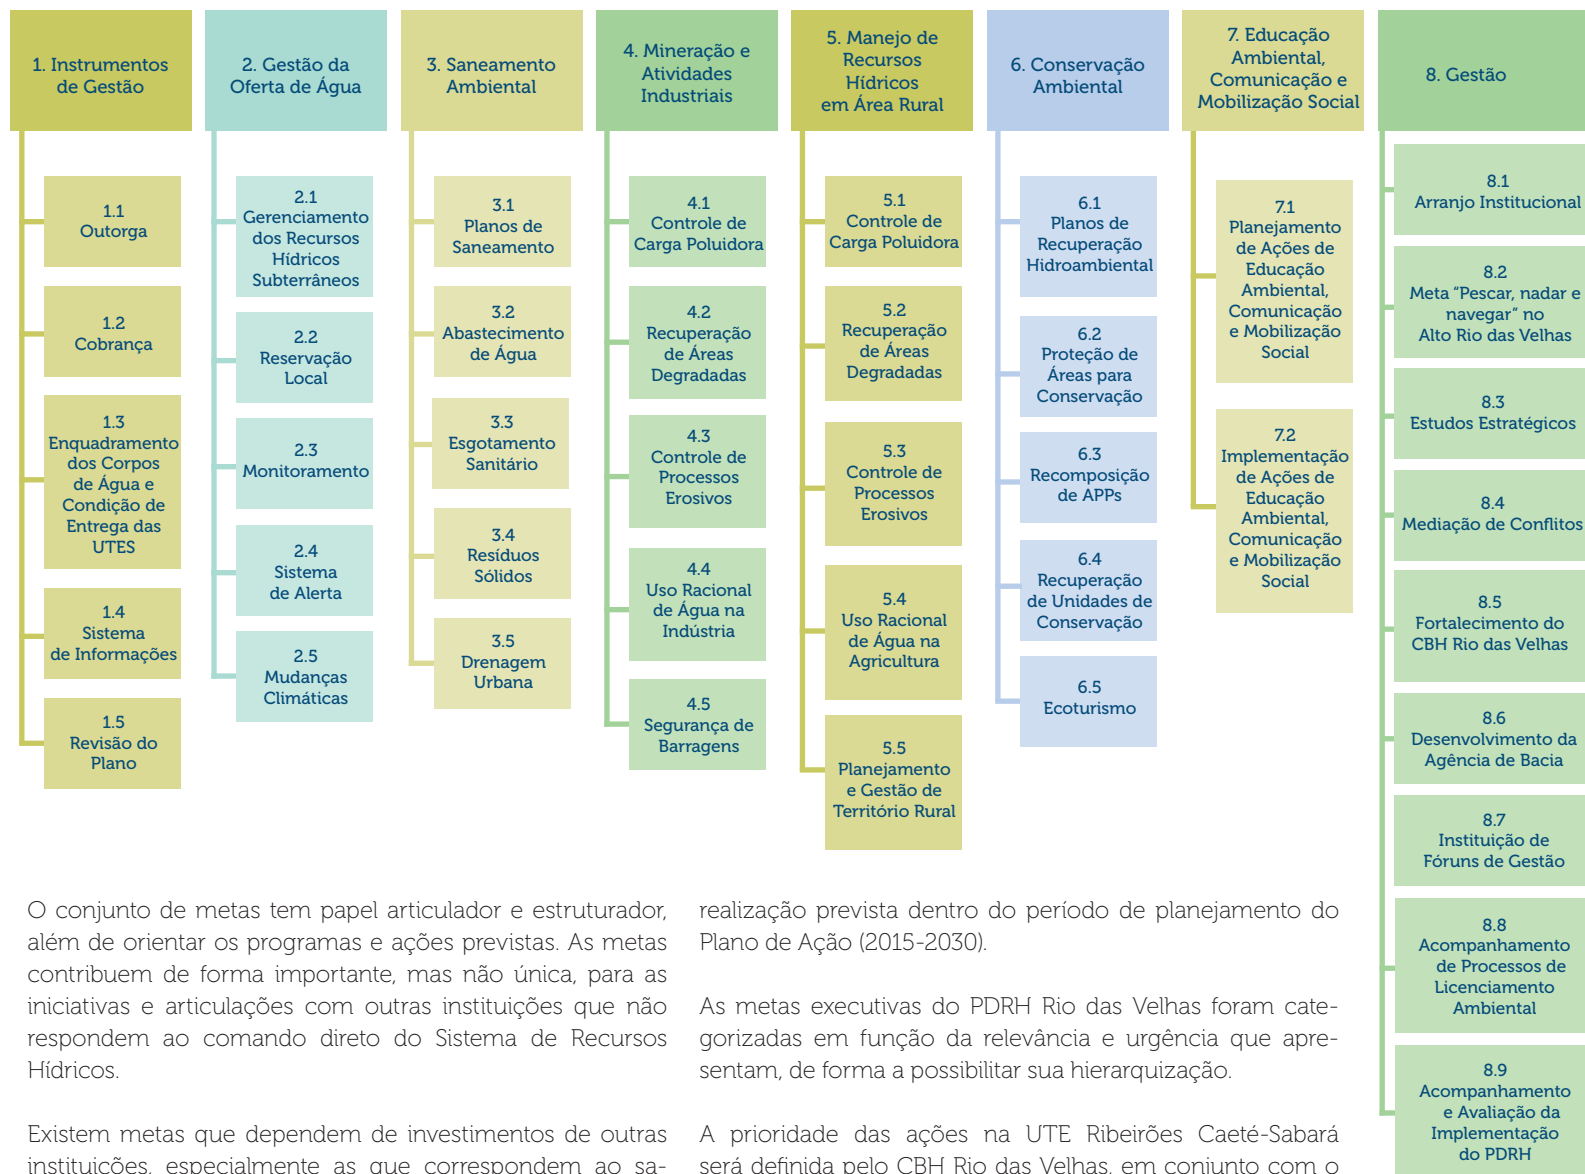 1. Instrumentos
de Gestão
1.1
Outorga
1.2
Cobrança
1.3
Enquadramento
dos Corpos
de Água e
Condição de
Entrega das
UTES
1.4
Sistema
de Informações
1.5
Revisão do
Plano
2. Gestão da
Oferta de Água
2.1
Gerenciamento
dos Recursos
Hídricos
Subterrâneos
2.2
Reservação
Local
2.3
Monitoramento
2.4
Sistema
de Alerta
2.5
Mudanças
Climáticas
3. Saneamento
Ambiental
3.1
Planos de
Saneamento
3.2
Abastecimento
de Água
3.3
Esgotamento
Sanitário
3.4
Resíduos
Sólidos
3.5
Drenagem
Urbana
4. Mineração e
Atividades
Industriais
4.1
Controle de
Carga Poluidora
4.2
Recuperação
de Áreas
Degradadas
4.3
Controle de
Processos
Erosivos
4.4
Uso Racional
de Água na
Indústria
4.5
Segurança de
Barragens
5. Manejo de
Recursos
Hídricos
em Área Rural
5.1
Controle de
Carga Poluidora
5.2
Recuperação
de Áreas
Degradadas
5.3
Controle de
Processos
Erosivos
5.4
Uso Racional
de Água na
Agricultura
5.5
Planejamento
e Gestão de
Território Rural
6. Conservação
Ambiental
6.1
Planos de
Recuperação
Hidroambiental
6.2
Proteção de
Áreas para
Conservação
6.3
Recomposição
de APPs
6.4
Recuperação
de Unidades de
Conservação
6.5
Ecoturismo
7. Educação
Ambiental,
Comunicação e
Mobilização Social
7.1
Planejamento
de Ações de
Educação
Ambiental,
Comunicação
e Mobilização
Social
7.2
Implementação
de Ações de
Educação
Ambiental,
Comunicação
e Mobilização
Social
8. Gestão
8.1
Arranjo Institucional
8.2
Meta “Pescar, nadar e
navegar” no
Alto Rio das Velhas
8.3
Estudos Estratégicos
8.4
Mediação de Conflitos
8.5
Fortalecimento do
CBH Rio das Velhas
8.6
Desenvolvimento da
Agência de Bacia
8.7
Instituição de
Fóruns de Gestão
8.8
Acompanhamento
de Processos de
Licenciamento
Ambiental
8.9
Acompanhamento
e Avaliação da
Implementação
do PDRH
O conjunto de metas tem papel articulador e estruturador,
além de orientar os programas e ações previstas. As metas
contribuem de forma importante, mas não única, para as
iniciativas e articulações com outras instituições que não
respondem ao comando direto do Sistema de Recursos
Hídricos.
Existem metas que dependem de investimentos de outras
instituições, especialmente as que correspondem ao sa-
realização prevista dentro do período de planejamento do
Plano de Ação (2015-2030).
As metas executivas do PDRH Rio das Velhas foram cate-
gorizadas em função da relevância e urgência que apre-
sentam, de forma a possibilitar sua hierarquização.
A prioridade das ações na UTE Ribeirões Caeté-Sabará
será definida pelo CBH Rio das Velhas, em conjunto com o